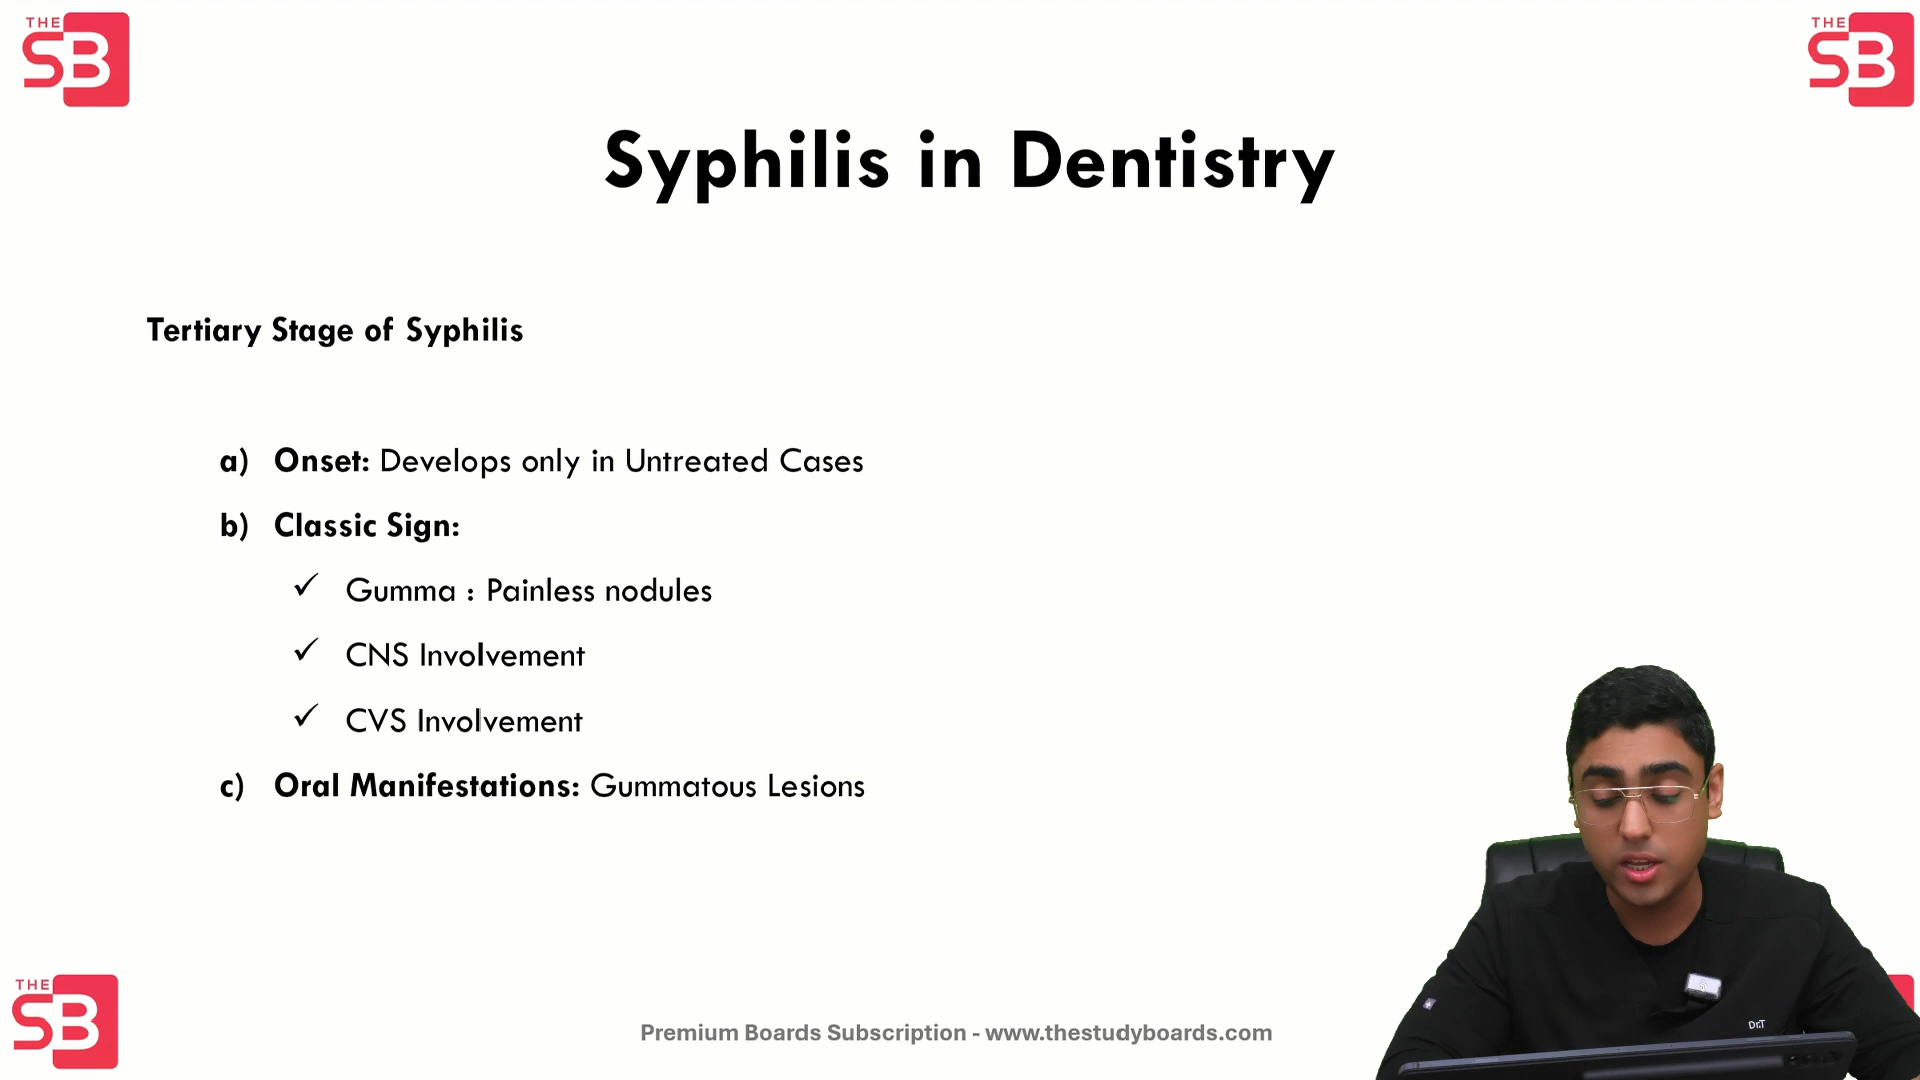 THE
SB
THE
SB
Syphilis in Dentistry
Tertiary Stage of Syphilis
a) Onset: Develops only in Untreated Cases
b) Classic Sign:
✓ Gumma : Painless nodules
✓ CNS Involvement
✓ CVS Involvement
c) Oral Manifestations: Gummatous Lesions
THE
SB
Premium Boards Subscription - www.thestudyboards.com
Dr.T